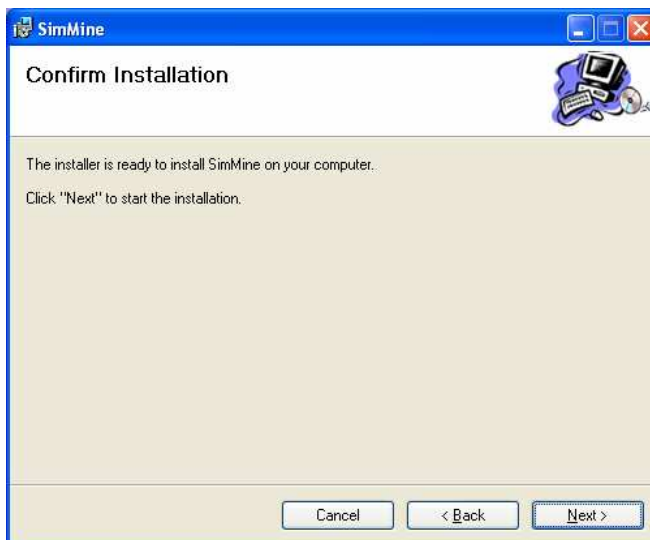 SimMine
Confirm Installation
The installer is ready to install SimMine on your computer.
Click "Next" to start the installation.
Cancel
< Back
Next >